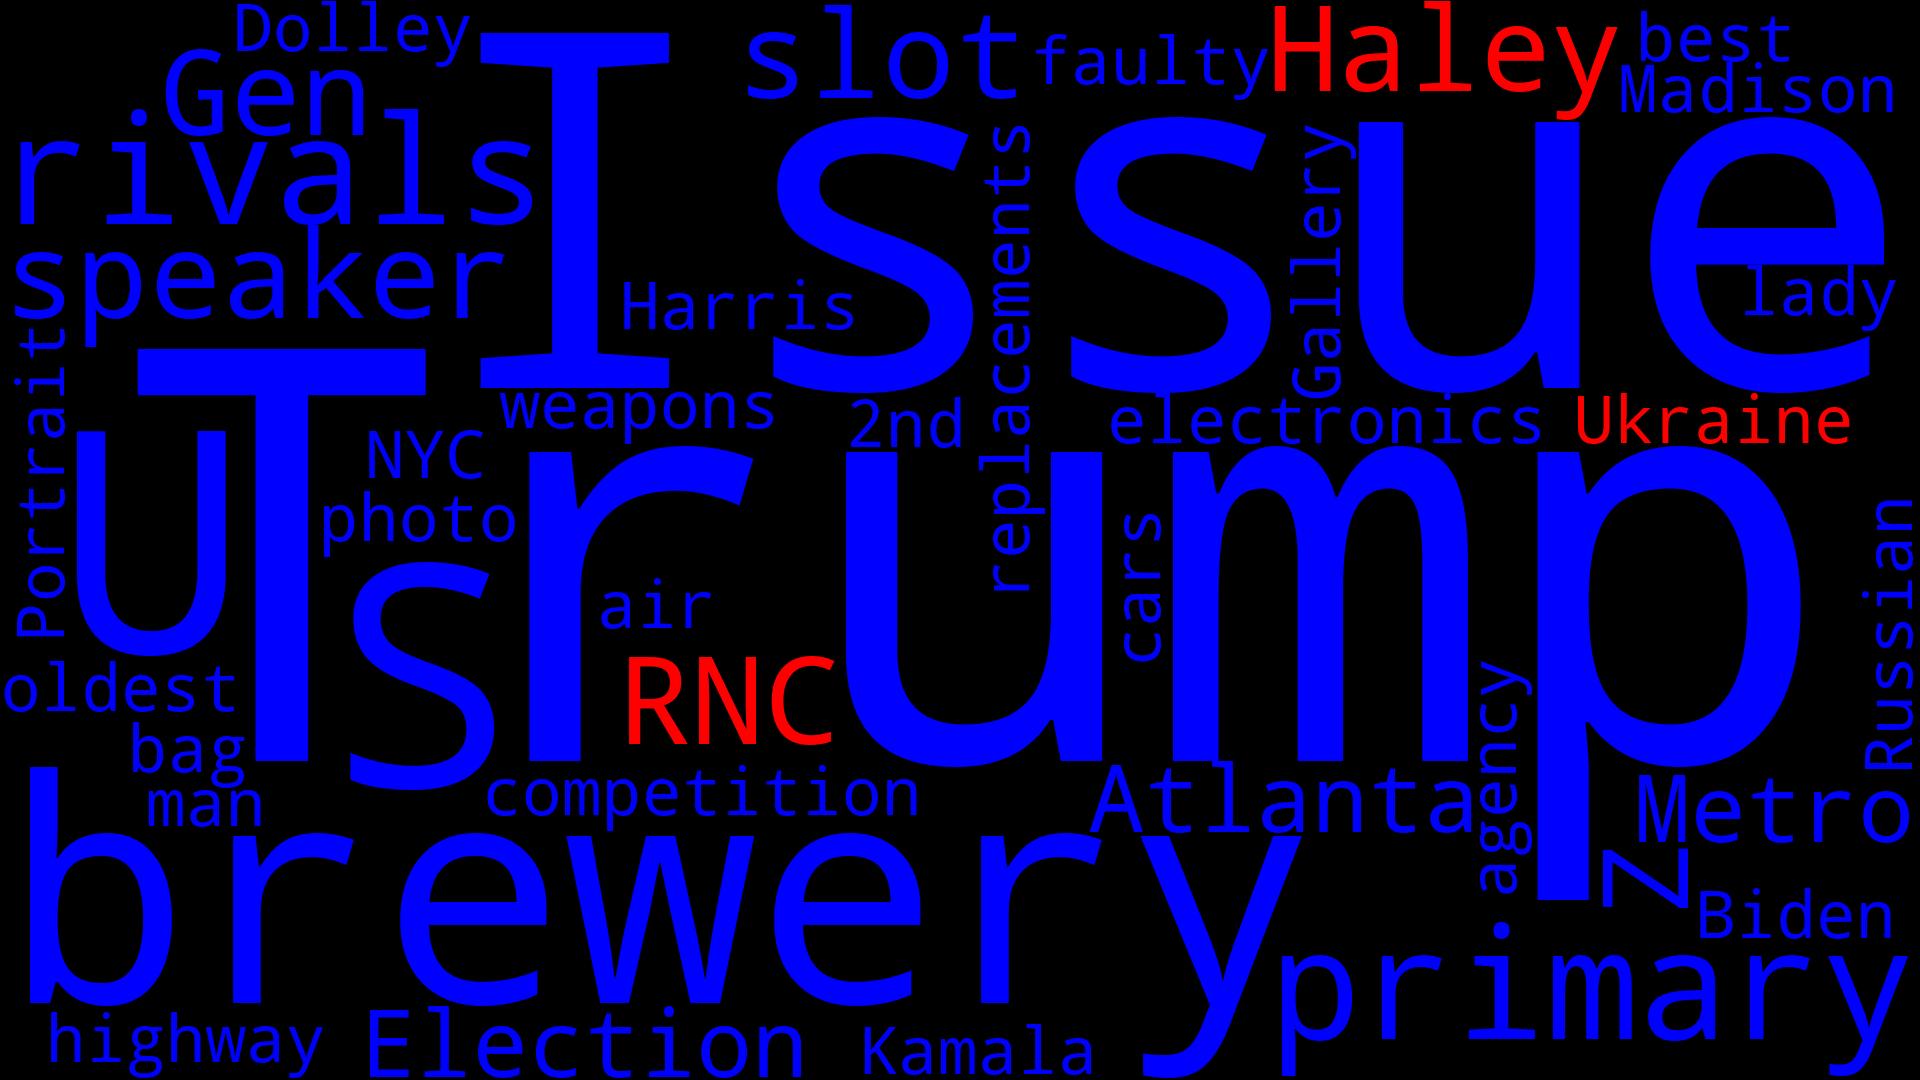 Dolley
slot
faulty
Haley
best
Madison
Gen
rivals
Issue
speaker
Harris
replacements
Gallery
lady
Portrait
weapons
2nd
electronics
Ukraine
US
Trump
NYC
photo
air
cars
Russian
oldest
RNC
bag
man
competition
Atlanta
agency
Metro
brewery
Z
Biden
primary
highway
Election
Kamala